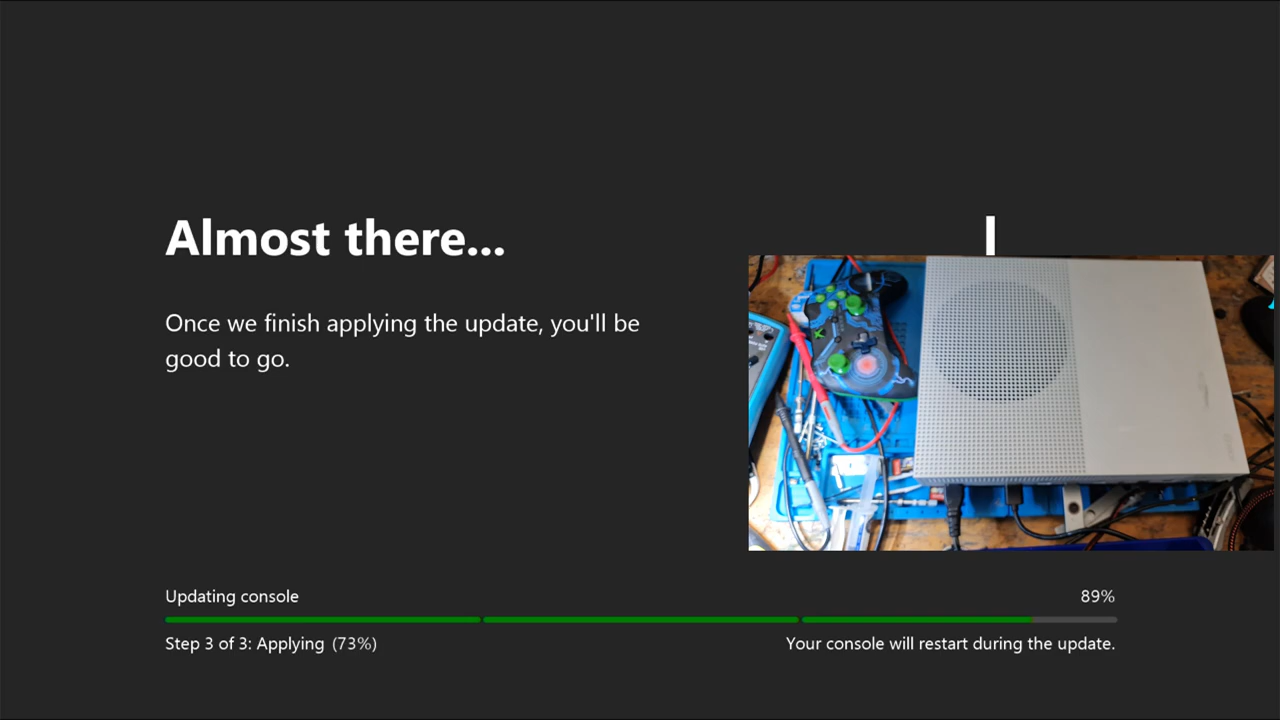 Almost there...
Once we finish applying the update, you'll be
good to go.
Updating console
89%
Step 3 of 3: Applying (73%)
Your console will restart during the update.